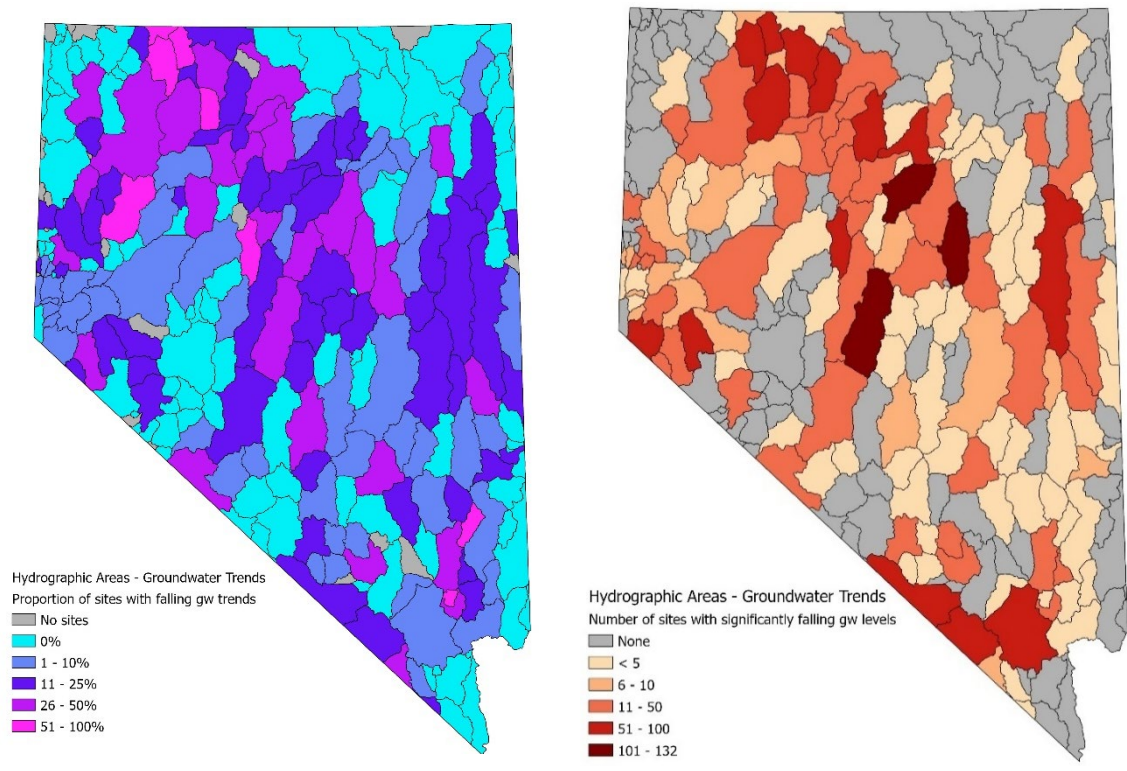 Hydrographic Areas - Groundwater Trends
Proportion of sites with falling gw trends
No sites
0%
1 - 10%
11 - 25%
26 - 50%
51 - 100%
Hydrographic Areas - Groundwater Trends
Number of sites with significantly falling gw levels
None
< 5
6 - 10
11 - 50
51 - 100
101 - 132